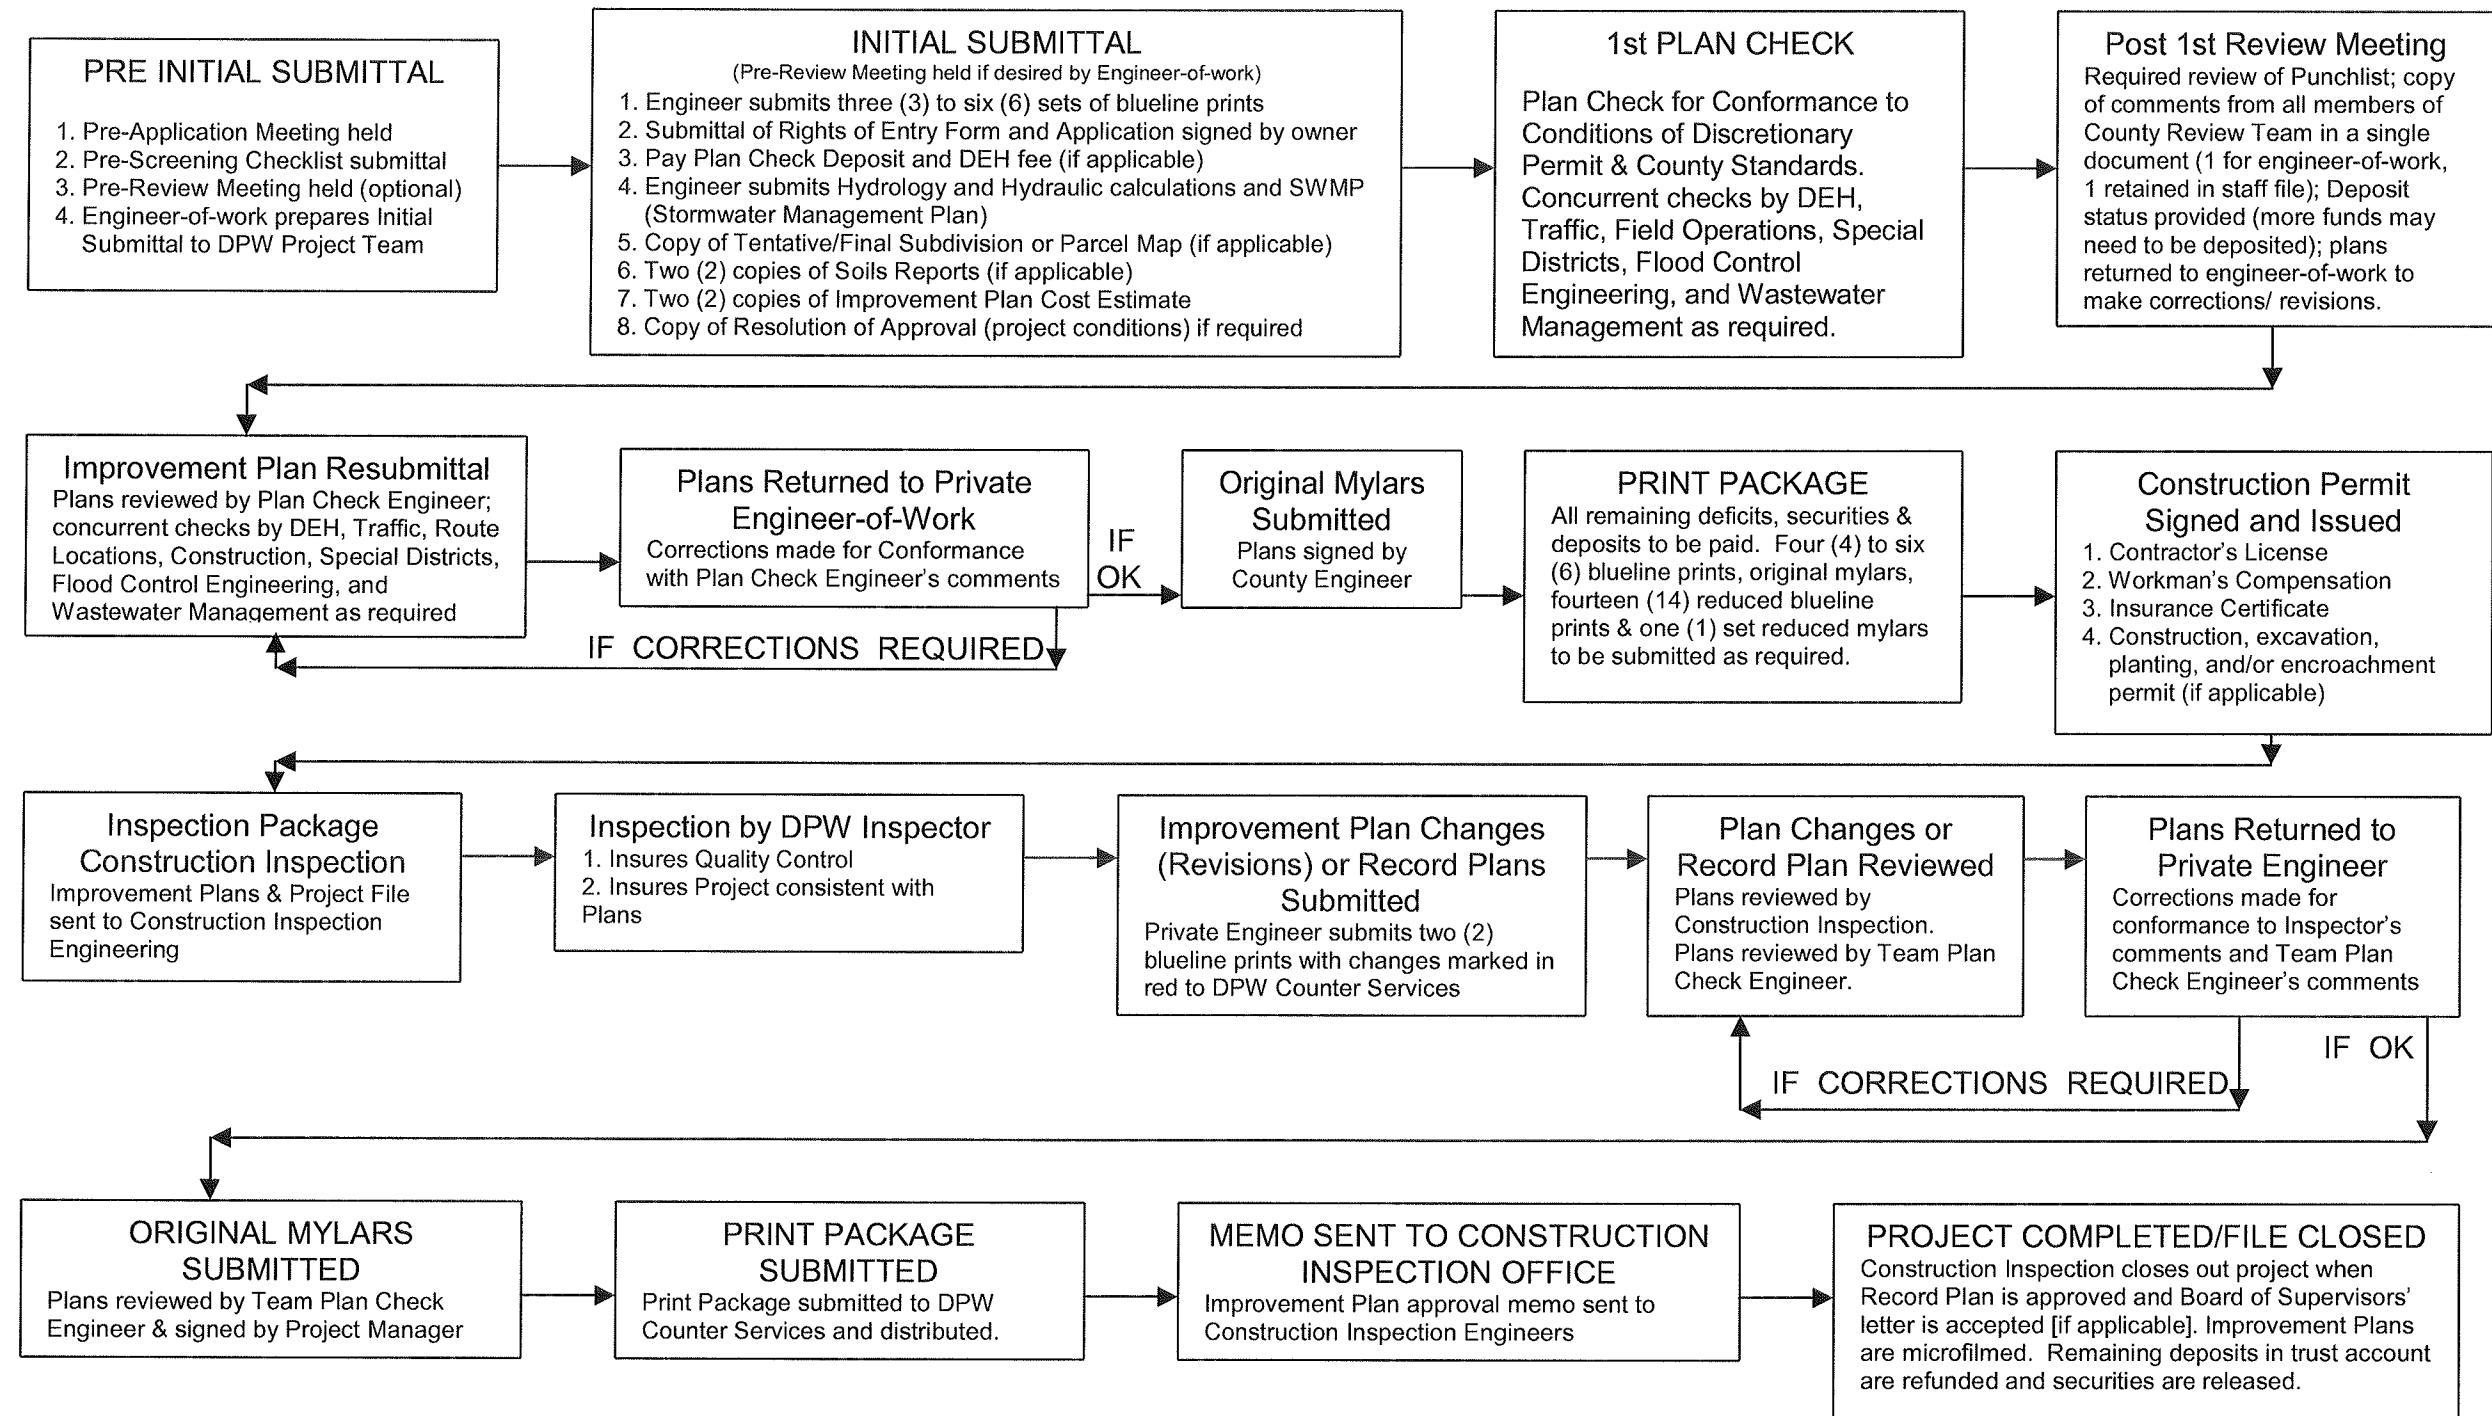 PRE INITIAL SUBMITTAL
1. Pre-Application Meeting held
2. Pre-Screening Checklist submittal
3. Pre-Review Meeting held (optional)
4. Engineer-of-work prepares Initial
Submittal to DPW Project Team
INITIAL SUBMITTAL
(Pre-Review Meeting held if desired by Engineer-of-work)
1. Engineer submits three (3) to six (6) sets of blueline prints
2. Submittal of Rights of Entry Form and Application signed by owner
3. Pay Plan Check Deposit and DEH fee (if applicable)
4. Engineer submits Hydrology and Hydraulic calculations and SWMP
(Stormwater Management Plan)
5. Copy of Tentative/Final Subdivision or Parcel Map (if applicable)
6. Two (2) copies of Soils Reports (if applicable)
7. Two (2) copies of Improvement Plan Cost Estimate
8. Copy of Resolution of Approval (project conditions) if required
1st PLAN CHECK
Plan Check for Conformance to
Conditions of Discretionary
Permit & County Standards.
Concurrent checks by DEH,
Traffic, Field Operations, Special
Districts, Flood Control
Engineering, and Wastewater
Management as required.
Post 1st Review Meeting
Required review of Punchlist; copy
of comments from all members of
County Review Team in a single
document (1 for engineer-of-work,
1 retained in staff file); Deposit
status provided (more funds may
need to be deposited); plans
returned to engineer-of-work to
make corrections/ revisions.
Improvement Plan Resubmittal
Plans reviewed by Plan Check Engineer;
concurrent checks by DEH, Traffic, Route
Locations, Construction, Special Districts,
Flood Control Engineering, and
Wastewater Management as required
Plans Returned to Private
Engineer-of-Work
Corrections made for Conformance
with Plan Check Engineer's comments
IF
OK
IF CORRECTIONS REQUIRED
Original Mylars
Submitted
Plans signed by
County Engineer
PRINT PACKAGE
All remaining deficits, securities &
deposits to be paid. Four (4) to six
(6) blueline prints, original mylars,
fourteen (14) reduced blueline
prints & one (1) set reduced mylars
to be submitted as required.
Construction Permit
Signed and Issued
1. Contractor's License
2. Workman's Compensation
3. Insurance Certificate
4. Construction, excavation,
planting, and/or encroachment
permit (if applicable)
Inspection Package
Construction Inspection
Improvement Plans & Project File
sent to Construction Inspection
Engineering
Inspection by DPW Inspector
1. Insures Quality Control
2. Insures Project consistent with
Plans
Improvement Plan Changes
(Revisions) or Record Plans
Submitted
Private Engineer submits two (2)
blueline prints with changes marked in
red to DPW Counter Services
Plan Changes or
Record Plan Reviewed
Plans reviewed by
Construction Inspection.
Plans reviewed by Team Plan
Check Engineer.
Plans Returned to
Private Engineer
Corrections made for
conformance to Inspector's
comments and Team Plan
Check Engineer's comments
IF OK
IF CORRECTIONS REQUIRED
ORIGINAL MYLARS
SUBMITTED
Plans reviewed by Team Plan Check
Engineer & signed by Project Manager
PRINT PACKAGE
SUBMITTED
Print Package submitted to DPW
Counter Services and distributed.
MEMO SENT TO CONSTRUCTION
INSPECTION OFFICE
Improvement Plan approval memo sent to
Construction Inspection Engineers
PROJECT COMPLETED/FILE CLOSED
Construction Inspection closes out project when
Record Plan is approved and Board of Supervisors'
letter is accepted [if applicable]. Improvement Plans
are microfilmed. Remaining deposits in trust account
are refunded and securities are released.